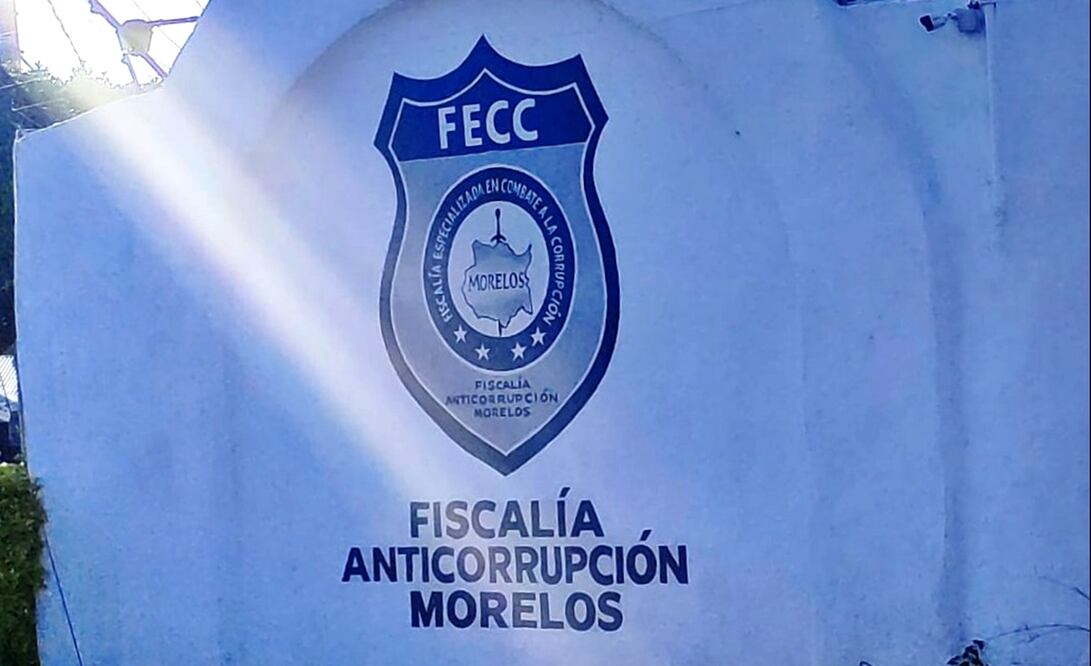 FECC
FISCALÍA ESPECIALIZADA EN COMBATE A LA CORRUPCIÓN
MORELOS
FISCALÍA
ANTICORRUPCIÓN
MORELOS
FISCALÍA
ANTICORRUPCIÓN
MORELOS